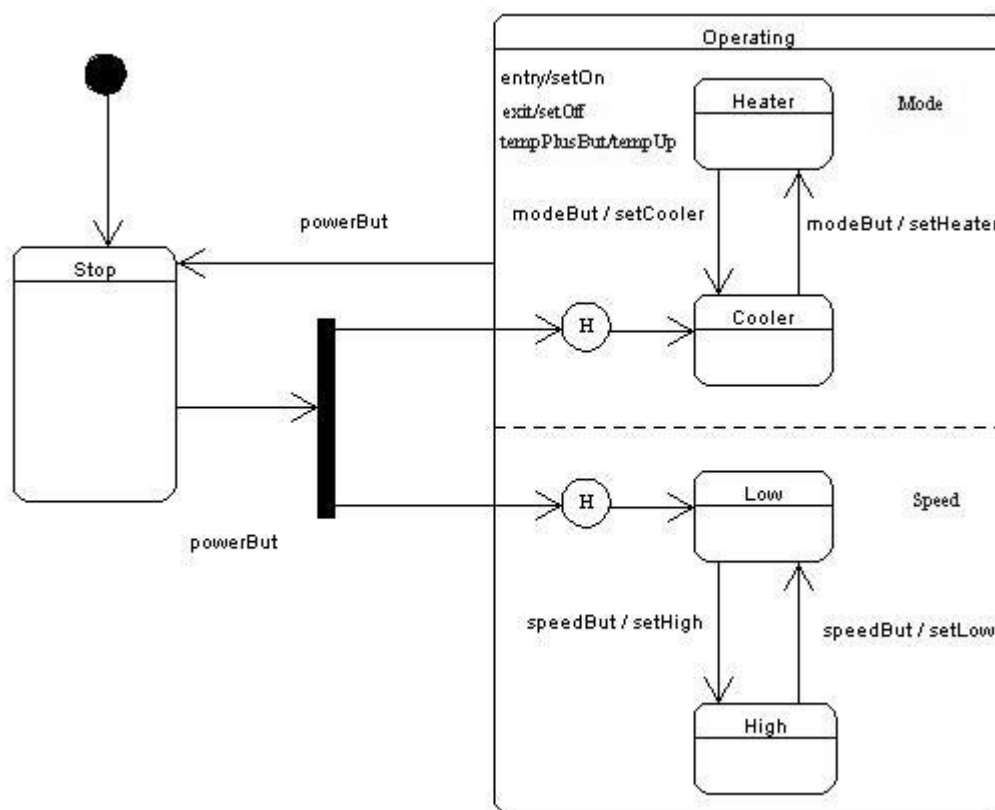 Operating
entry/setOn
exit/setOff
tempPlusBut/tempUp
Heater
Mode
modeBut / setCooler
modeBut / setHeater
powerBut
Stop
H
Cooler
powerBut
H
Low
Speed
speedBut / setHigh
speedBut / setLow
High